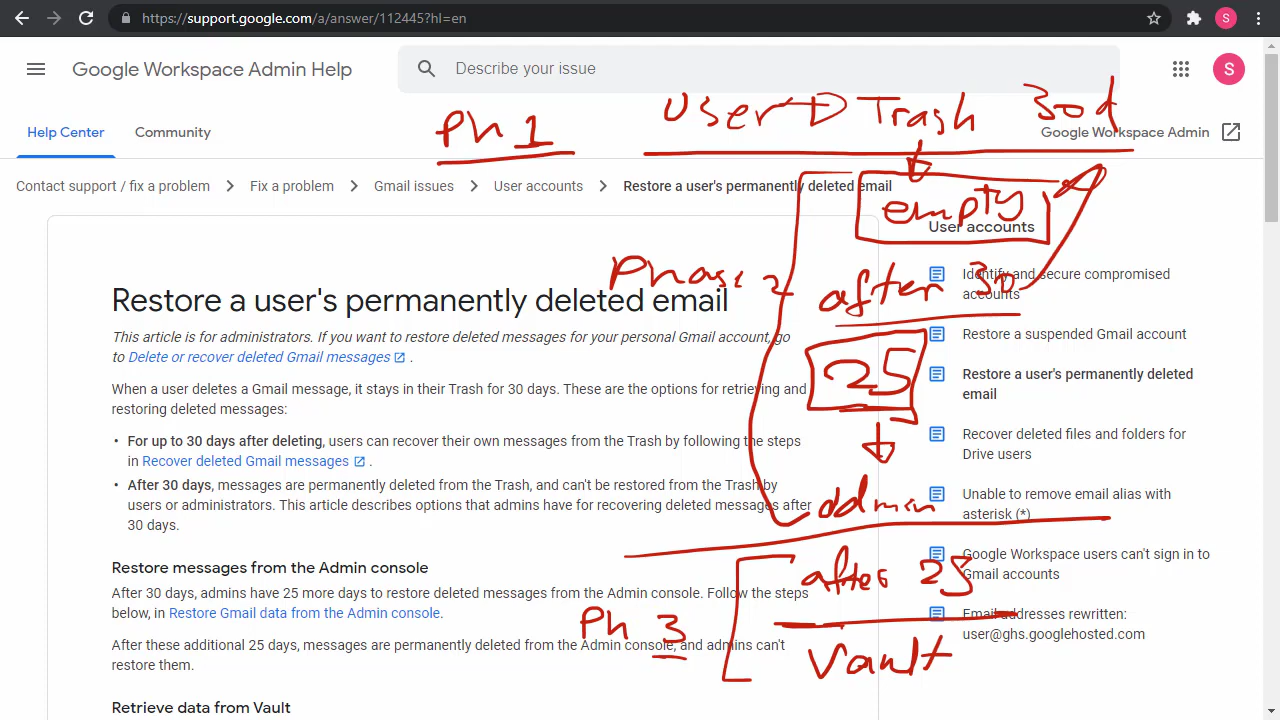 https://support.google.com/a/answer/112445?hl=en
S
Google Workspace Admin Help
Describe your issue
S
Help Center
Community
Google Workspace Admin
Ph 1
User → Trash 30d
Contact support / fix a problem
Fix a problem
Gmail issues
User accounts
Restore a user's permanently deleted email
empty
User accounts
Phase 2
after 30
25
admin
Restore a user's permanently deleted email
This article is for administrators. If you want to restore deleted messages for your personal Gmail account, go
to Delete or recover deleted Gmail messages .
When a user deletes a Gmail message, it stays in their Trash for 30 days. These are the options for retrieving and
restoring deleted messages:
• For up to 30 days after deleting, users can recover their own messages from the Trash by following the steps
in Recover deleted Gmail messages .
• After 30 days, messages are permanently deleted from the Trash, and can't be restored from the Trash by
users or administrators. This article describes options that admins have for recovering deleted messages after
30 days.
Restore messages from the Admin console
After 30days, admin have 25 more days to restore deleted messages from the Admin console. Follow the steps
below, in Restore Gmail data from the Admin console.
After these additional 25 days, messages are permanently deleted from the Admin console, and admins can't
restore them.
Retrieve data from Vault
Ph 3
after 25
Vault
Identify and secure compromised
accounts
Restore a suspended Gmail account
Restore a user's permanently deleted
email
Recover deleted files and folders for
Drive users
Unable to remove email alias with
asterisk (*)
Google Workspace users can't sign in to
Gmail accounts
Email addresses rewritten:
user@ghs.googlehosted.com